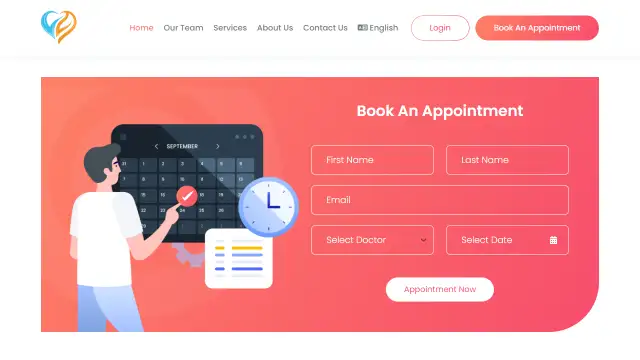 Home Our Team Services About Us Contact Us English Login Book An Appointment
Book An Appointment
SEPTEMBER
First Name Last Name
Email
Select Doctor Select Date
Appointment Now